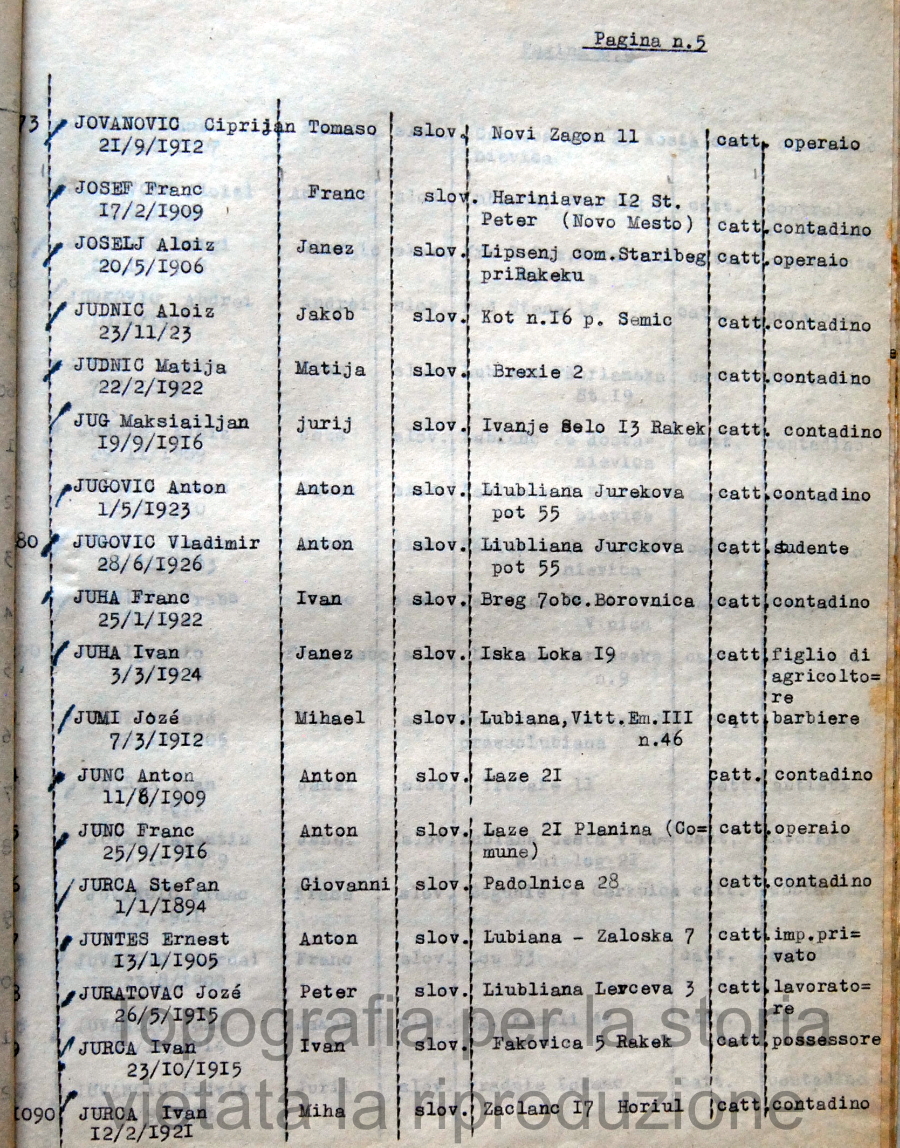 Pagina n.5
73 JOVANOVIC Ciprijan Tomaso slov. Novi Zagon 11 catt. operaio
21/9/1912
JOSEF Franc Franc slov. Hariniavar I2 St.
I7/2/1909 Peter (Novo Mesto) catt. contadino
JOSELJ Aloiz Janez slov. Lipsenj com.Staribeg catt. operaio
20/5/1906 priRakeku
JUDNIC Aloiz Jakob slov. Kot n.I6 p. Semic catt. contadino
23/11/23
JUDNIC Matija Matija slov. Brexie 2 catt. contadino
22/2/1922
JUG Maksiailjan jurij slov. Ivanje Selo I3 Rakek catt. contadino
I9/9/1916
JUGOVIC Anton Anton slov. Liubliana Jurekova catt. contadino
1/5/1923 pot 55
80 JUGOVIC Vladimir Anton slov. Liubliana Jurckova catt. studente
28/6/1926 pot 55
JUHA Franc Ivan slov. Breg 7obc.Borovnica catt. contadino
25/1/1922
JUHA Ivan Janez slov. Iska Loka I9 catt. figlio di
3/3/1924 agricolto=
re
JUMI Jozé Mihael slov. Lubiana,Vitt.Em.III catt. barbiere
7/3/1912 n.46
JUNC Anton Anton slov. Laze 2I catt. contadino
11/6/1909
JUNC Franc Anton slov. Laze 2I Planina (Co= catt. operaio
25/9/1916 mune)
JURCA Stefan Giovanni slov. Padolnica 28 catt. contadino
1/1/1894
JUNTES Ernest Anton slov. Lubiana - Zaloska 7 catt. imp.pri=
I3/1/1905 vato
JURATOVAC Jozé Peter slov. Liubliana Levceva 3 catt. lavorato=
26/5/1915 re
JURCA Ivan Ivan slov. Fakovica 5 Rakek catt. possessore
23/10/1915
1090 JURCA Ivan Miha slov. Zaclanc I7 Horiul catt. contadino
I2/2/192I
Topografia per la storia
vietata la riproduzione